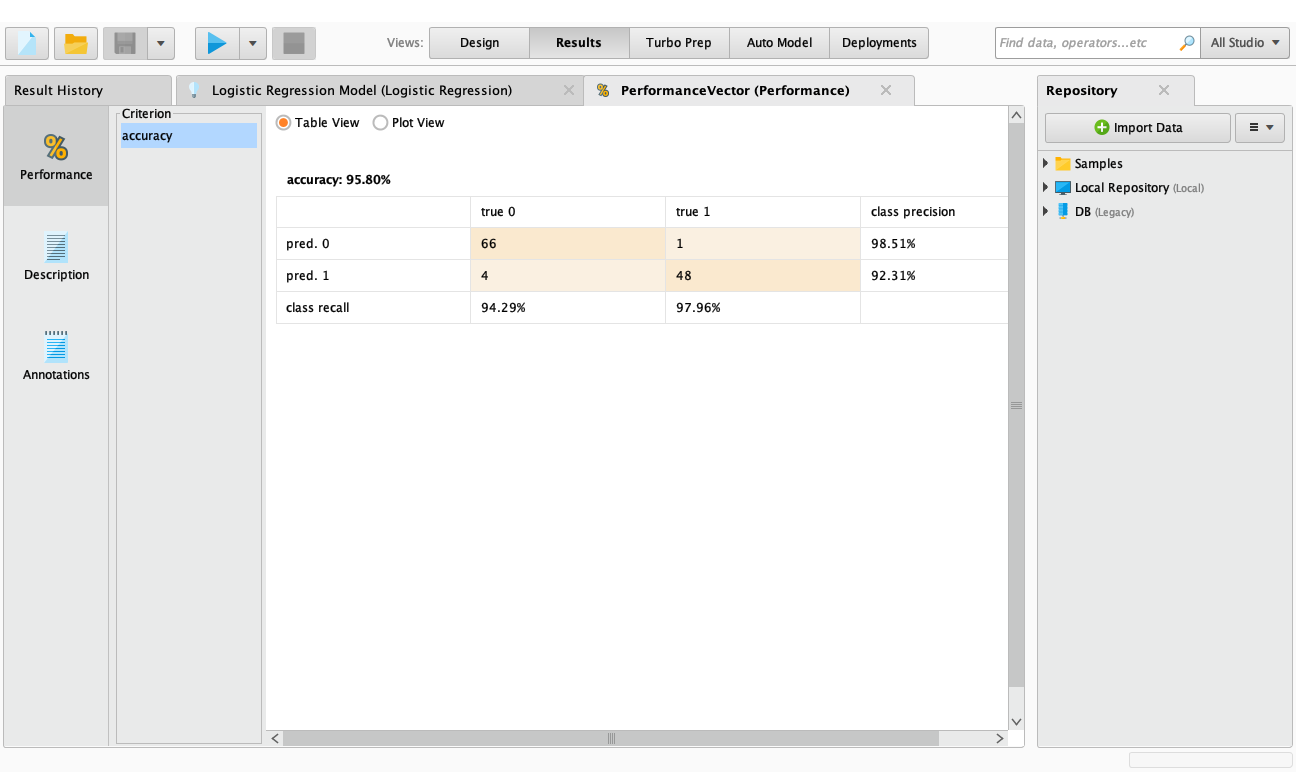 Views: Design Results Turbo Prep Auto Model Deployments Find data, operators...etc All Studio
Result History Logistic Regression Model (Logistic Regression) % PerformanceVector (Performance) Repository
Criterion
accuracy
Table View Plot View
Import Data
%
Performance
Samples
accuracy: 95.80%
Local Repository (Local)
true 0 true 1 class precision
DB (Legacy)
pred. 0 66 1 98.51%
pred. 1 4 48 92.31%
Description
class recall 94.29% 97.96%
Annotations